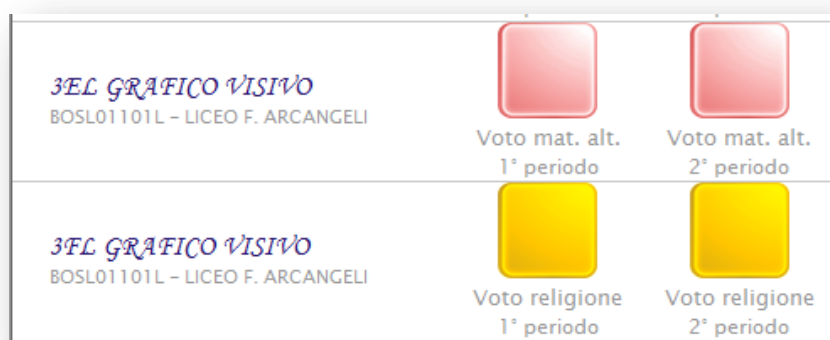 3EL GRAFICO VISIVO
BOSL01101L - LICEO F. ARCANGELI
Voto mat. alt.
1° periodo
Voto mat. alt.
2° periodo
3FL GRAFICO VISIVO
BOSL01101L - LICEO F. ARCANGELI
Voto religione
1° periodo
Voto religione
2° periodo